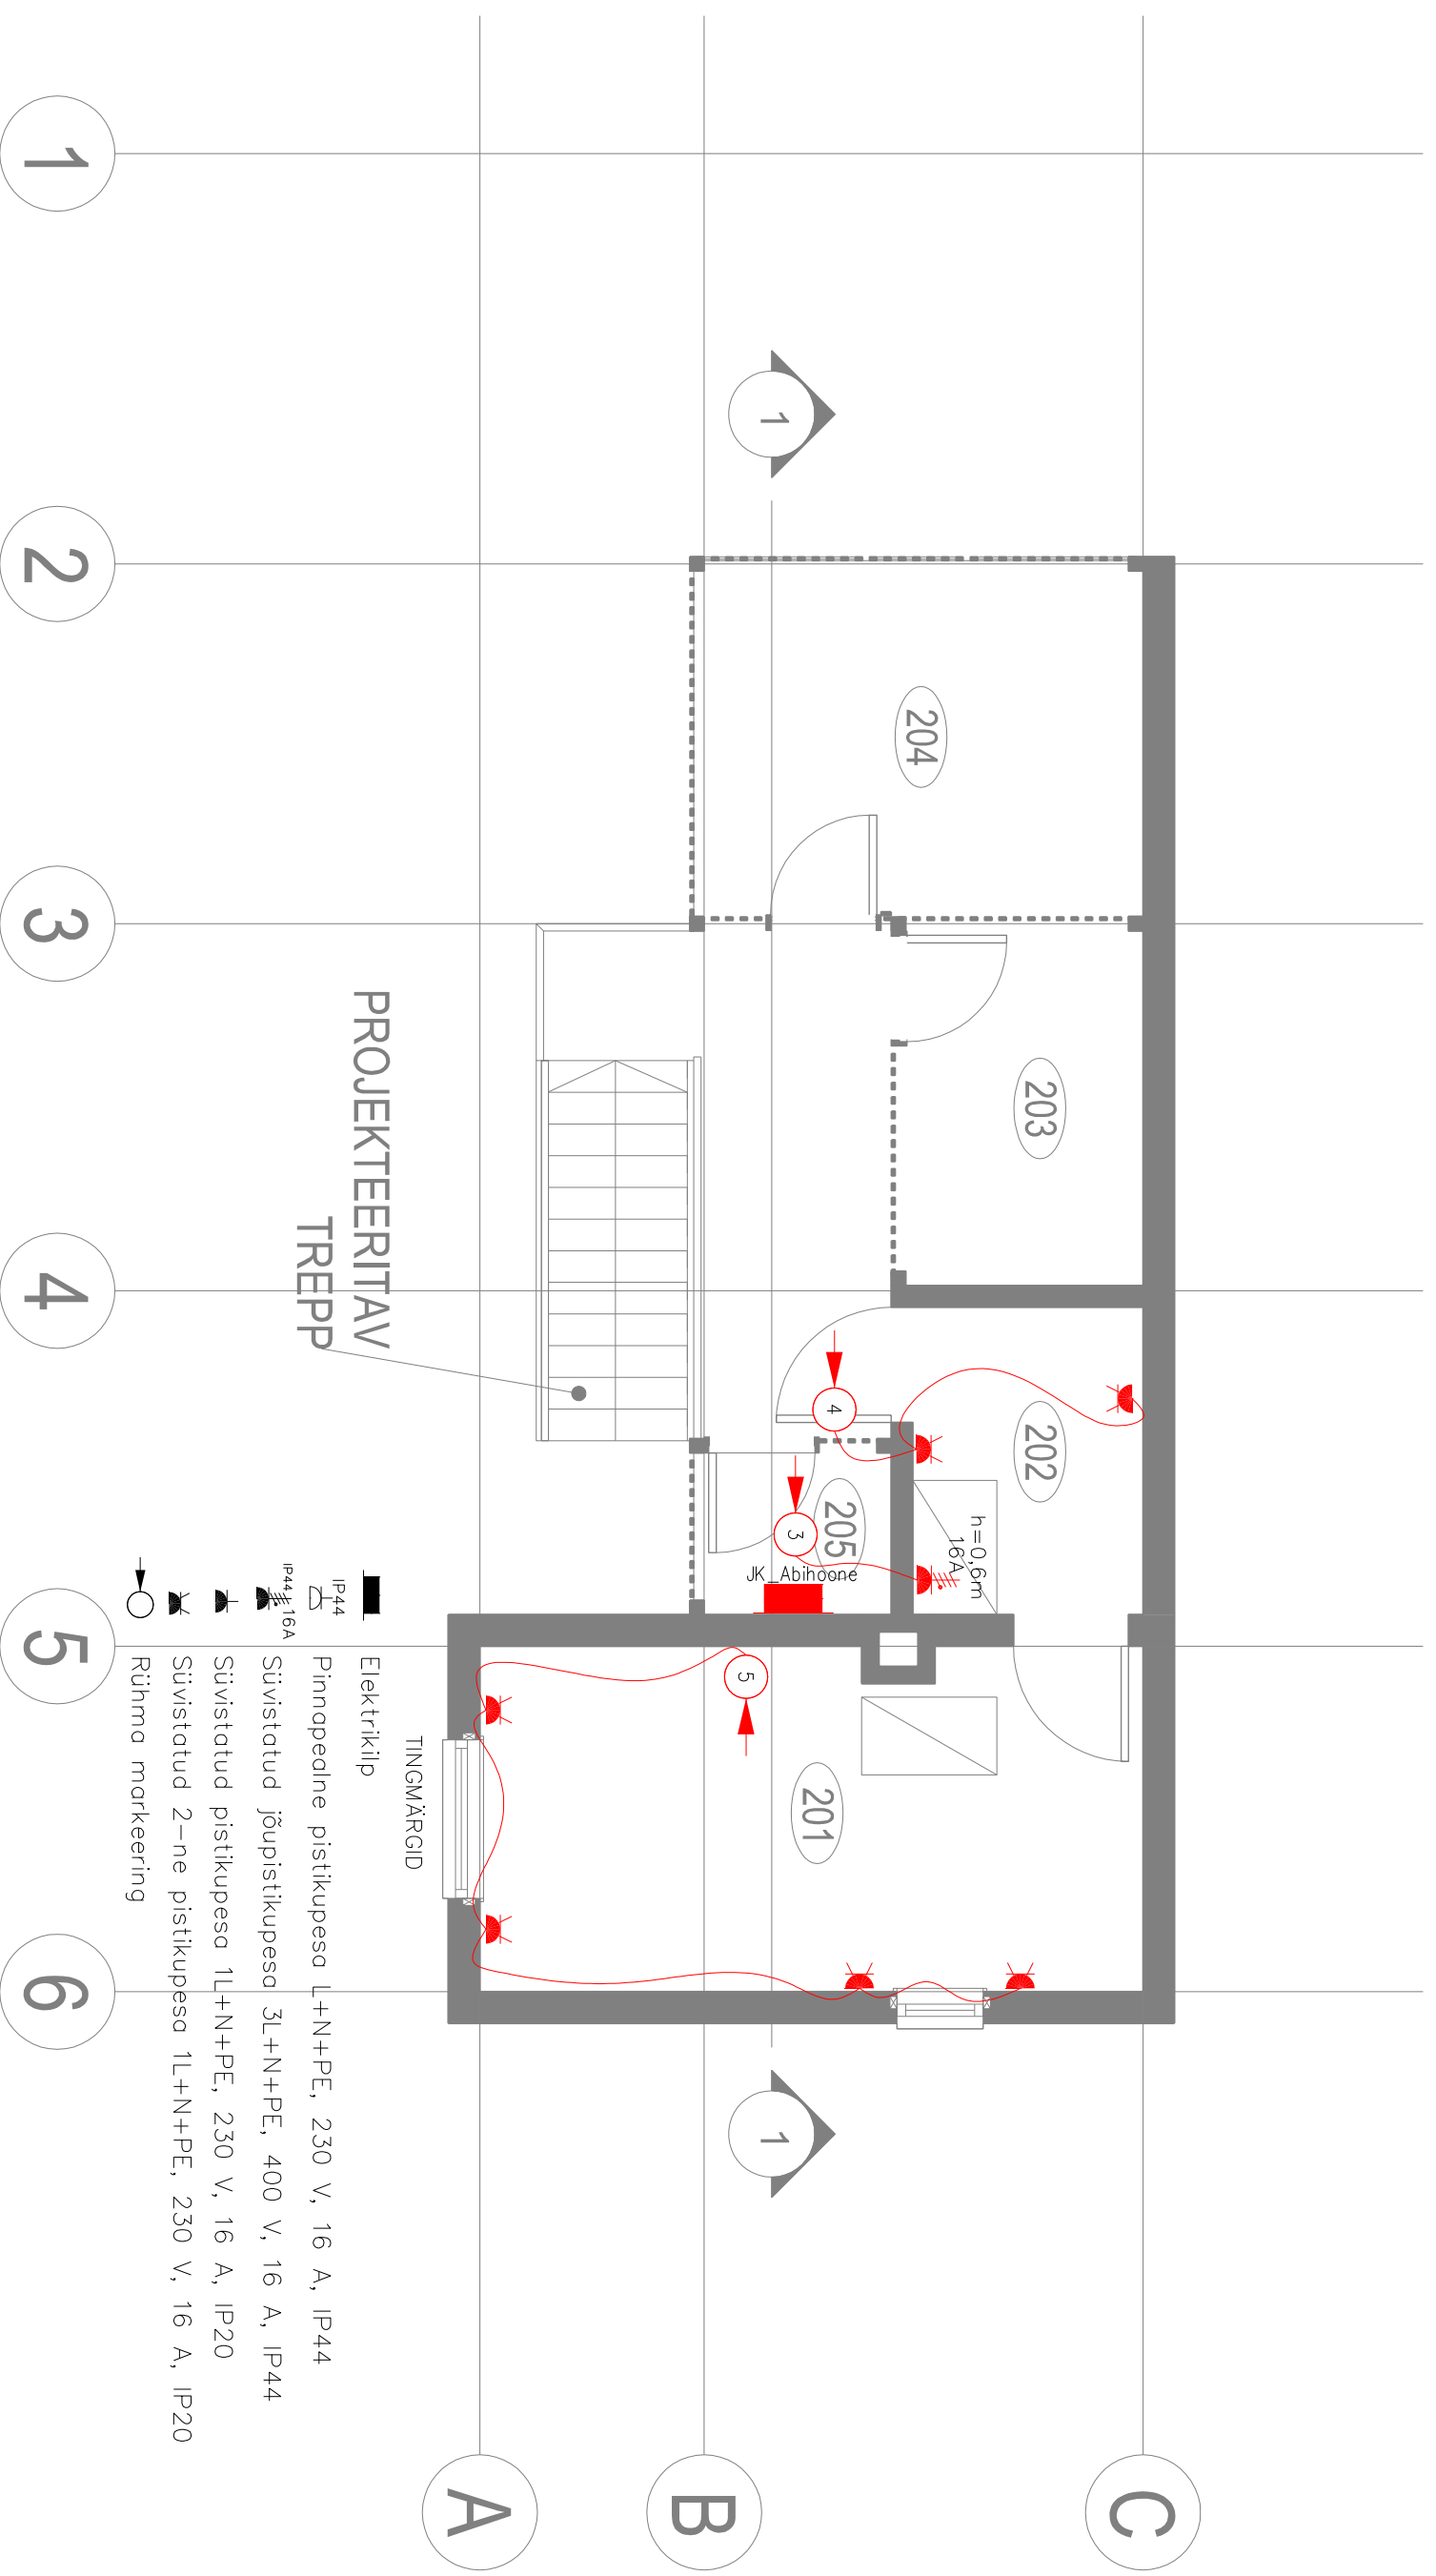 C
B
A
1
2
3
4
5
6
1
1
204
203
202
h=0,6m
16A
205
4
3
JK_Abihoone
5
201
PROJEKTEERITAV
TREPP
TINGMÄRGID
Elektrikilp
IP44
Pinnapealne pistikupesa L+N+PE, 230 V, 16 A, IP44
IP44 16A
Süvistatud jõupistikupesa 3L+N+PE, 400 V, 16 A, IP44
Süvistatud pistikupesa 1L+N+PE, 230 V, 16 A, IP20
Süvistatud 2-ne pistikupesa 1L+N+PE, 230 V, 16 A, IP20
Rühma markeering